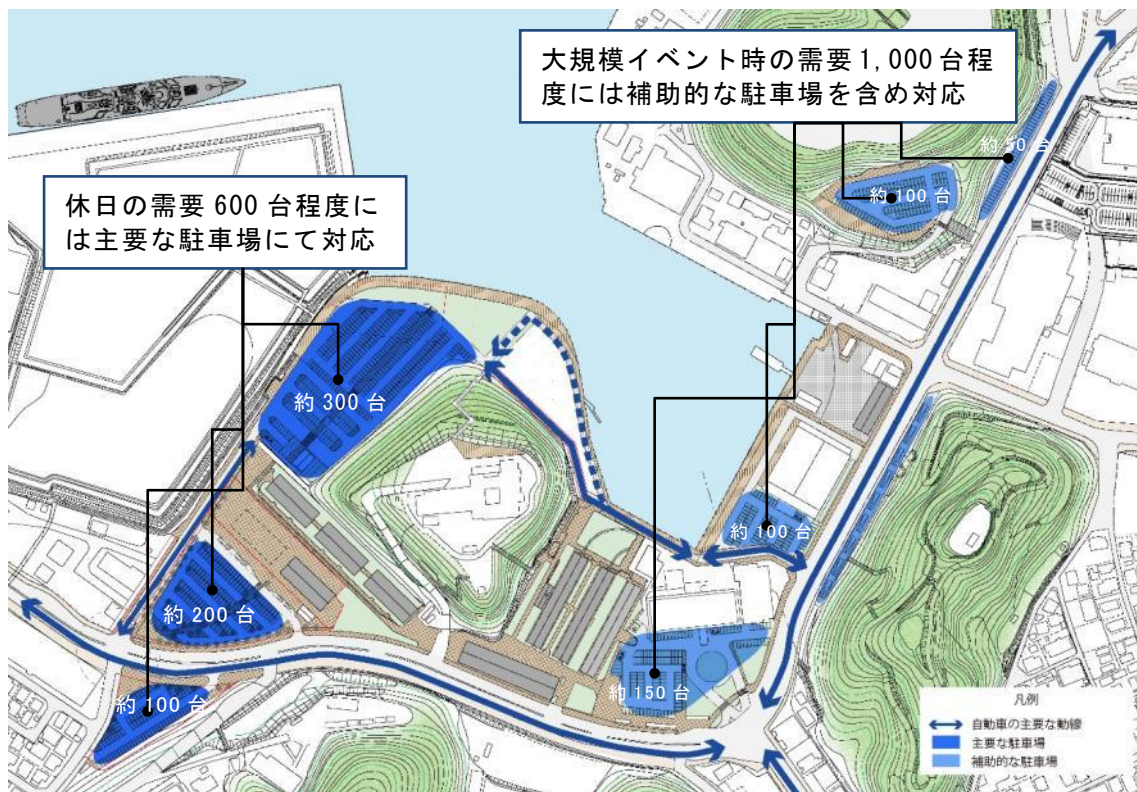 大規模イベント時の需要1,000台程
度には補助的な駐車場を含め対応
約50台
約100台
休日の需要600台程度に
は主要な駐車場にて対応
約300台
約100台
約200台
約150台
約100台
凡例
自動車の主要な動線
主要な駐車場
補助的な駐車場